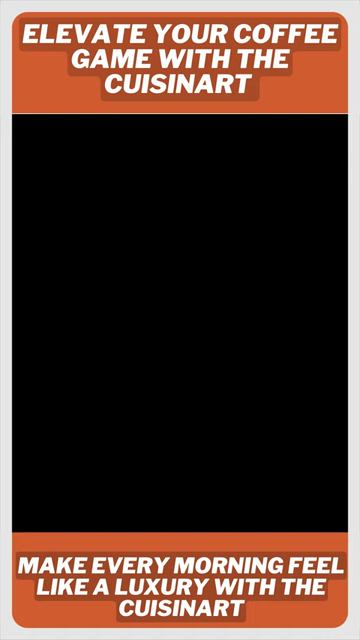 ELEVATE YOUR COFFEE
GAME WITH THE
CUISINART
MAKE EVERY MORNING FEEL
LIKE A LUXURY WITH THE
CUISINART